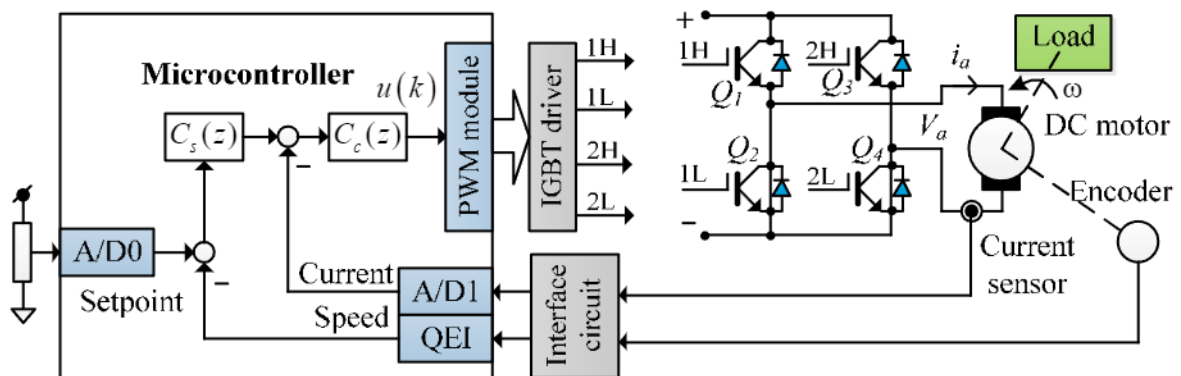 Microcontroller
C_s(z)
C_c(z)
u(k)
PWM module
IGBT driver
1H
1L
2H
2L
A/D0
Setpoint
Current
Speed
A/D1
QEI
Interface circuit
+
1H
Q1
2H
Q3
1L
Q2
2L
Q4
−
i_a
V_a
ω
Load
DC motor
Encoder
Current
sensor
−
−